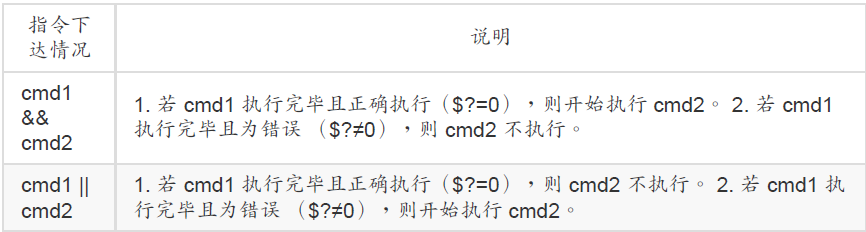 指令下
达情况
说明
cmd1
&&
cmd2
1. 若 cmd1 执行完毕且正确执行（$?=0），则开始执行 cmd2。 2. 若 cmd1
执行完毕且为错误 （$?≠0），则 cmd2 不执行。
cmd1 ||
cmd2
1. 若 cmd1 执行完毕且正确执行（$?=0），则 cmd2 不执行。 2. 若 cmd1 执
行完毕且为错误 （$?≠0），则开始执行 cmd2。